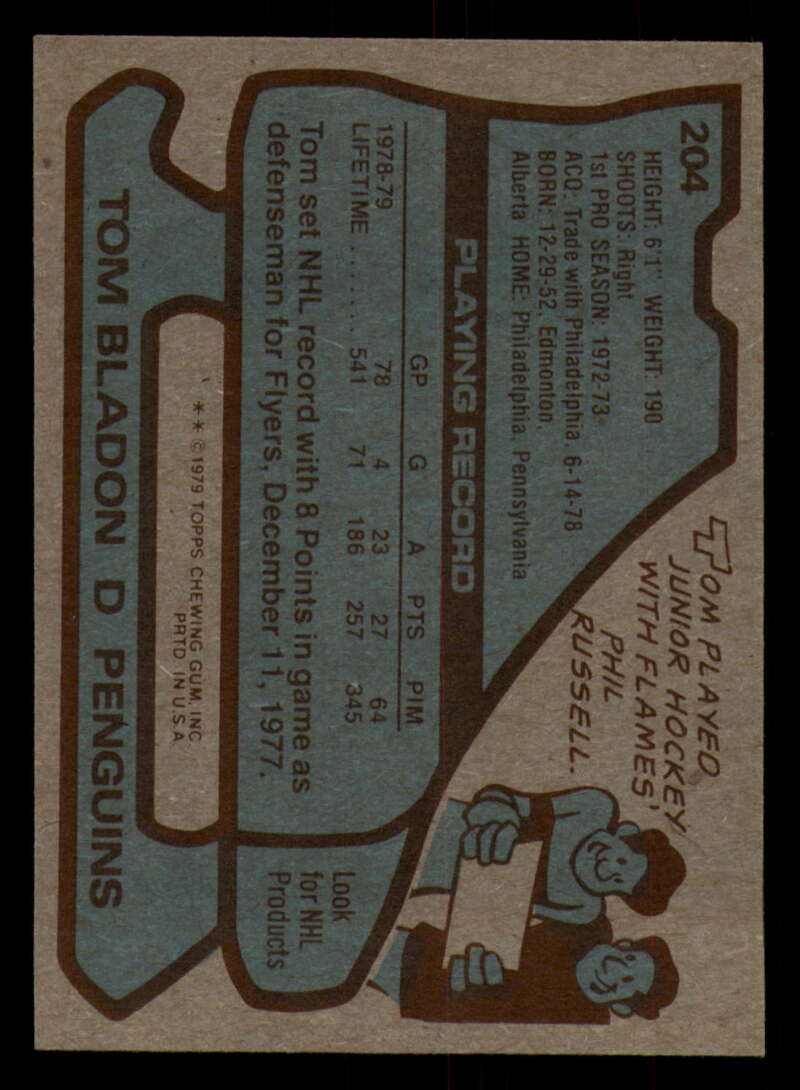 204
HEIGHT: 6'1" WEIGHT: 190
SHOOTS: Right
1st PRO SEASON: 1972-73
ACQ: Trade with Philadelphia, 6-14-78
BORN: 12-29-52, Edmonton,
Alberta HOME: Philadelphia, Pennsylvania
TOM PLAYED
JUNIOR HOCKEY
WITH FLAMES'
PHIL
RUSSELL.
PLAYING RECORD
GP G A PTS PIM
1978-79 78 4 23 27 64
LIFETIME ........ 541 71 186 257 345
Tom set NHL record with 8 Points in game as
defenseman for Flyers, December 11, 1977.
Look
for NHL
Products
**©1979 TOPPS CHEWING GUM, INC
PRTD IN U.S.A.
TOM BLADON D PENGUINS